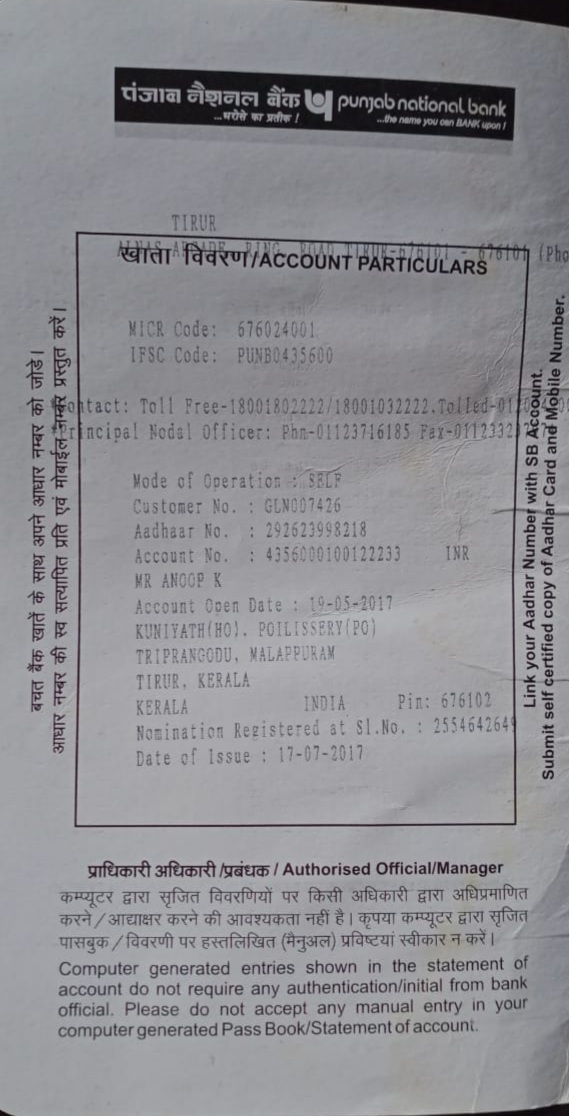 पंजाब नैशनल बैंक punjab national bank
...भरोसे का प्रतीक ! ...the name you can BANK upon !
TIRUR
ALNAS ARCADE, RING ROAD TIRUR-676101 - 676101 (Pho
खाता विवरण/ACCOUNT PARTICULARS
MICR Code: 676024001
IFSC Code: PUNB0435600
ontact: Toll Free-18001802222/18001032222.Tolled-0120
rincipal Nodal Officer: Phn-01123716185 Fax-011233
Mode of Operation : SELF
Customer No. : GLN007426
Aadhaar No. : 292623998218
Account No. : 4356000100122233 INR
MR ANOOP K
Account Open Date : 19-05-2017
KUNIYATH(HO). POILISSERY(PO)
TRIPRANGODU, MALAPPURAM
TIRUR, KERALA
KERALA INDIA Pin: 676102
Nomination Registered at Sl.No. : 2554642649
Date of Issue : 17-07-2017
बचत बैंक खातें के साथ अपने आधार नम्बर को जोडे।
आधार नम्बर की स्व सत्यापित प्रति एवं मोबाईल नम्बर प्रस्तुत करें।
Link your Aadhar Number with SB Account.
Submit self certified copy of Aadhar Card and Mobile Number.
प्राधिकारी अधिकारी /प्रबंधक / Authorised Official/Manager
कम्प्यूटर द्वारा सृजित विवरणियों पर किसी अधिकारी द्वारा अधिप्रमाणित
करने / आद्याक्षर करने की आवश्यकता नहीं है। कृपया कम्प्यूटर द्वारा सृजित
पासबुक / विवरणी पर हस्तलिखित (मैनुअल) प्रविष्टयां स्वीकार न करें।
Computer generated entries shown in the statement of
account do not require any authentication/initial from bank
official. Please do not accept any manual entry in your
computer generated Pass Book/Statement of account.